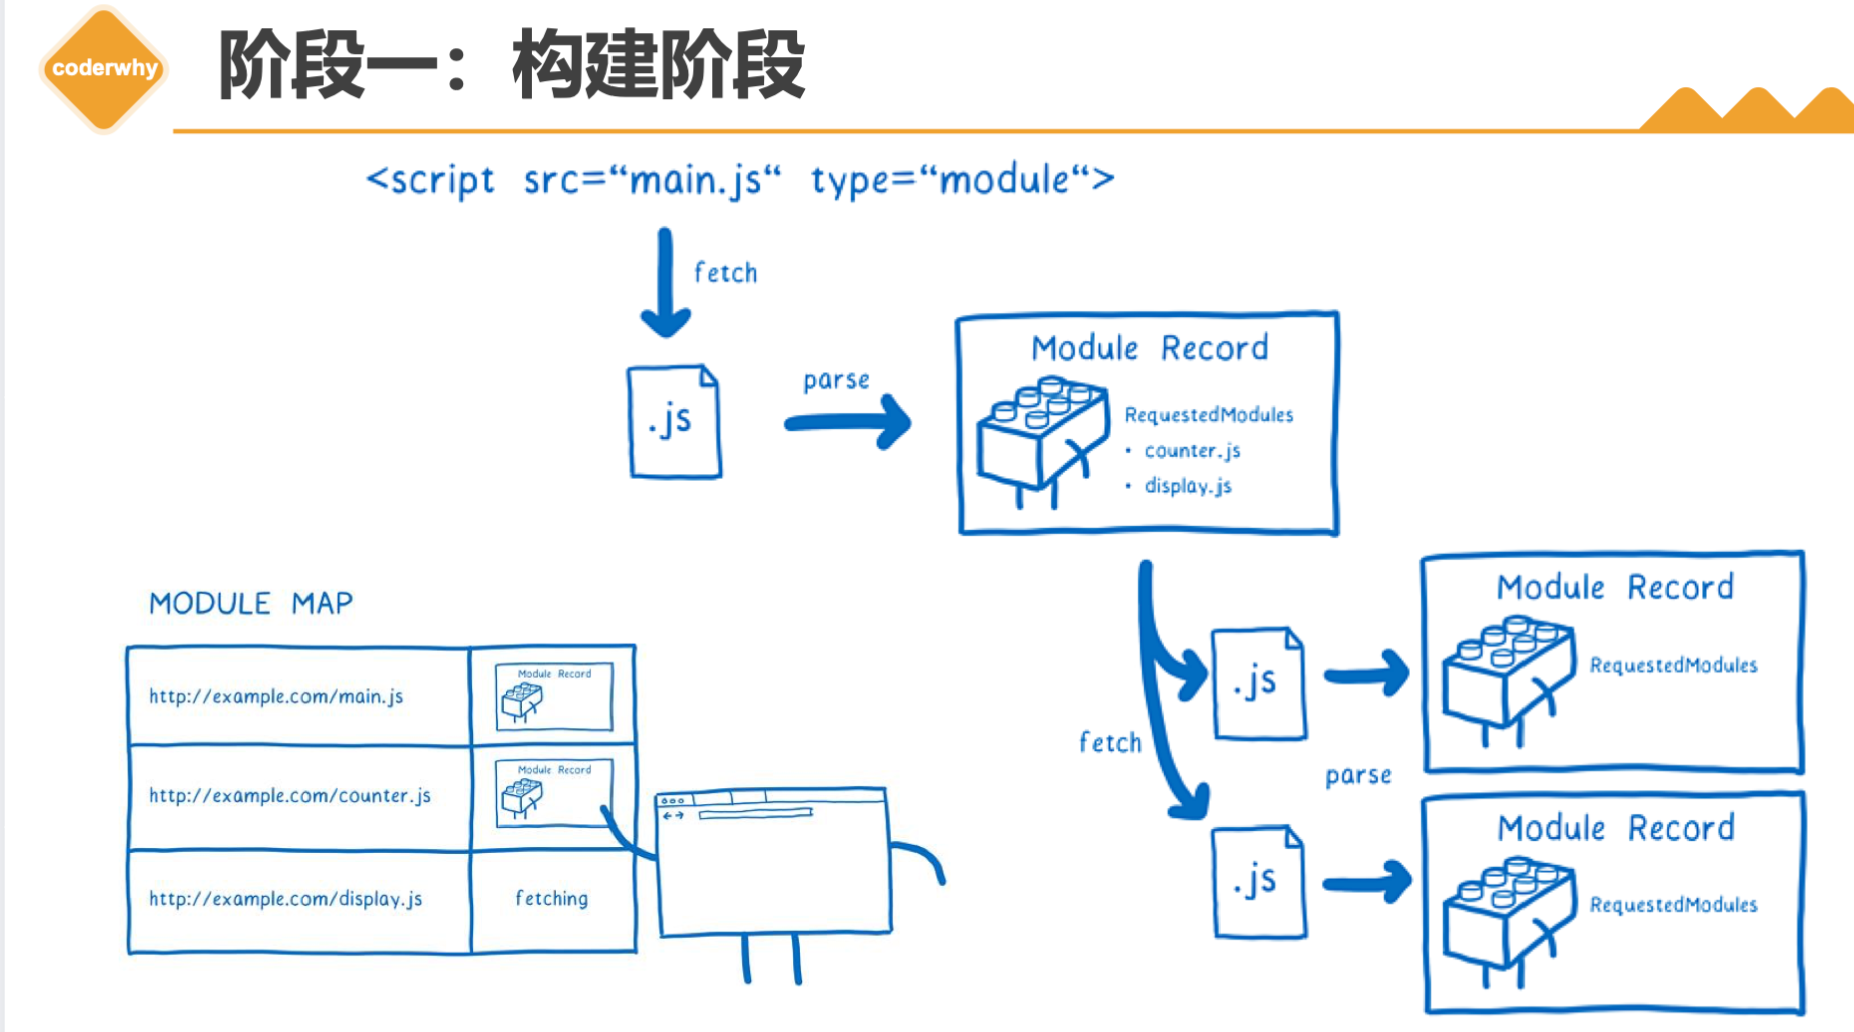 coderwhy
阶段一：构建阶段
<script src=“main.js“ type=“module“>
fetch
.js
parse
Module Record
RequestedModules
• counter.js
• display.js
MODULE MAP
http://example.com/main.js
Module Record
http://example.com/counter.js
Module Record
http://example.com/display.js
fetching
fetch
.js
parse
.js
Module Record
RequestedModules
Module Record
RequestedModules